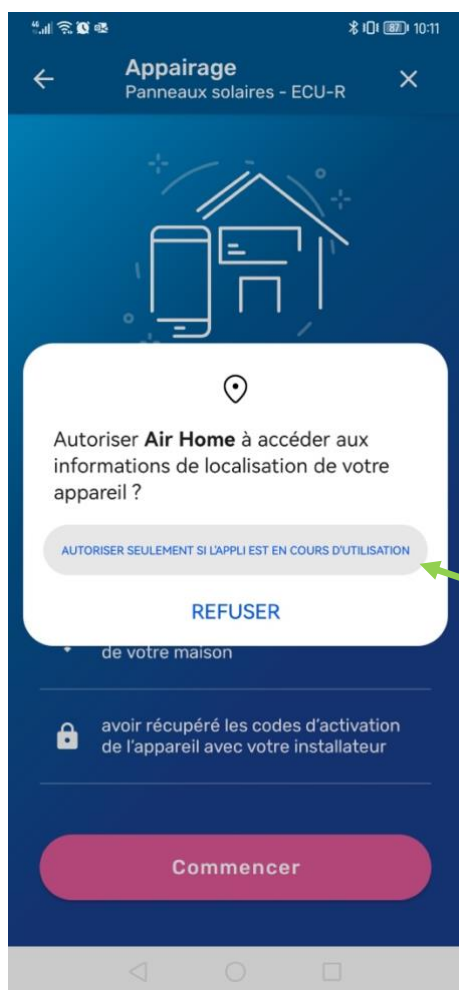 87 10:11
Appairage
Panneaux solaires - ECU-R
Autoriser Air Home à accéder aux
informations de localisation de votre
appareil ?
AUTORISER SEULEMENT SI L'APPLI EST EN COURS D'UTILISATION
REFUSER
de votre maison
avoir récupéré les codes d'activation
de l'appareil avec votre installateur
Commencer